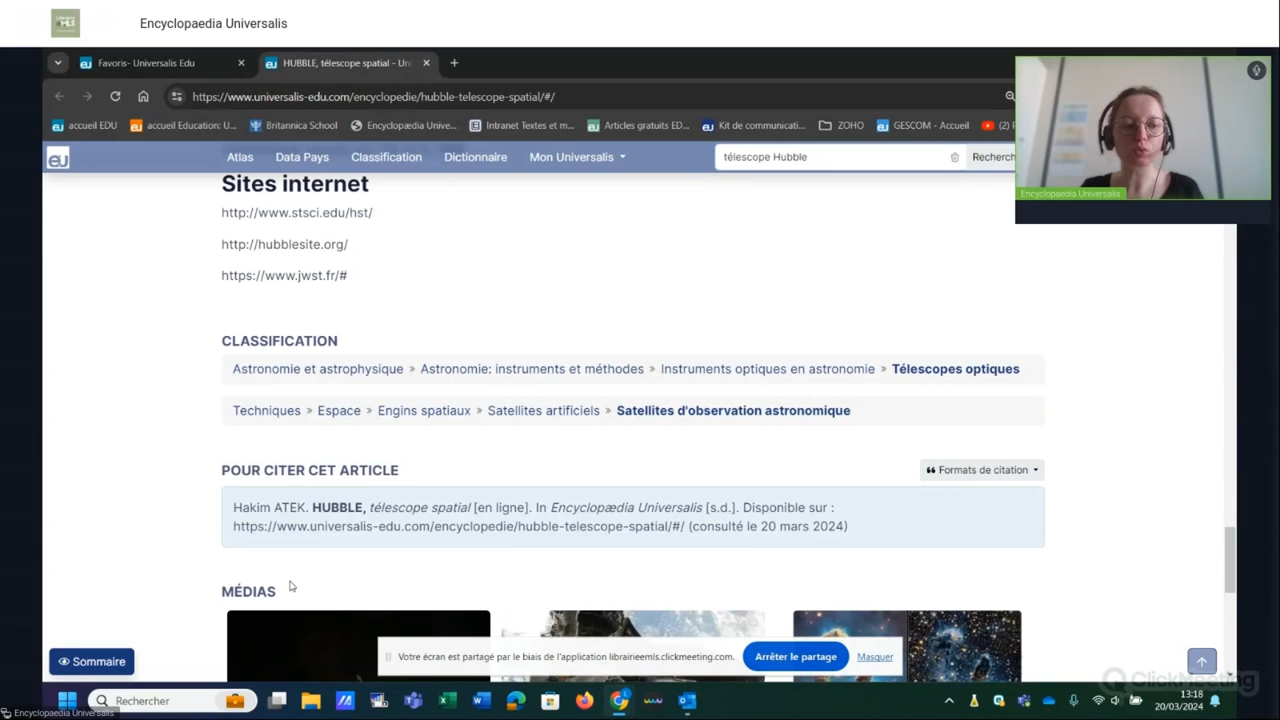 Encyclopaedia Universalis
Favoris- Universalis Edu
HUBBLE, télescope spatial - Uni
https://www.universalis-edu.com/encyclopedie/hubble-telescope-spatial/#/
accueil EDU
accueil Education: U...
Britannica School
Encyclopædia Unive...
Intranet Textes et m...
Articles gratuits ED...
Kit de communicati...
ZOHO
GESCOM - Accueil
eu
Atlas
Data Pays
Classification
Dictionnaire
Mon Universalis
télescope Hubble
Recherch
Encyclopaedia Universalis
Sites internet
http://www.stsci.edu/hst/
http://hubblesite.org/
https://www.jwst.fr/#
CLASSIFICATION
Astronomie et astrophysique » Astronomie: instruments et méthodes » Instruments optiques en astronomie » Télescopes optiques
Techniques » Espace » Engins spatiaux » Satellites artificiels » Satellites d'observation astronomique
POUR CITER CET ARTICLE
Formats de citation
Hakim ATEK. HUBBLE, télescope spatial [en ligne]. In Encyclopædia Universalis [s.d.]. Disponible sur :
https://www.universalis-edu.com/encyclopedie/hubble-telescope-spatial/#/ (consulté le 20 mars 2024)
MÉDIAS
Votre écran est partagé par le biais de l'application librairieemls.clickmeeting.com.
Arrêter le partage
Masquer
Sommaire
ClickMeeting
Rechercher
13:18
20/03/2024
Encyclopaedia Universalis